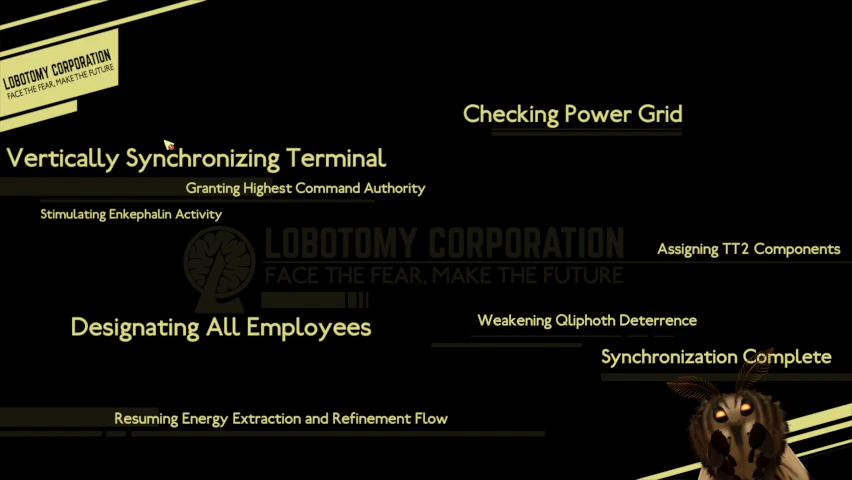 LOBOTOMY CORPORATION
FACE THE FEAR, MAKE THE FUTURE
Checking Power Grid
Vertically Synchronizing Terminal
Granting Highest Command Authority
Stimulating Enkephalin Activity
LOBOTOMY CORPORATION
FACE THE FEAR, MAKE THE FUTURE
Assigning TT2 Components
Designating All Employees
Weakening Qliphoth Deterrence
Synchronization Complete
Resuming Energy Extraction and Refinement Flow